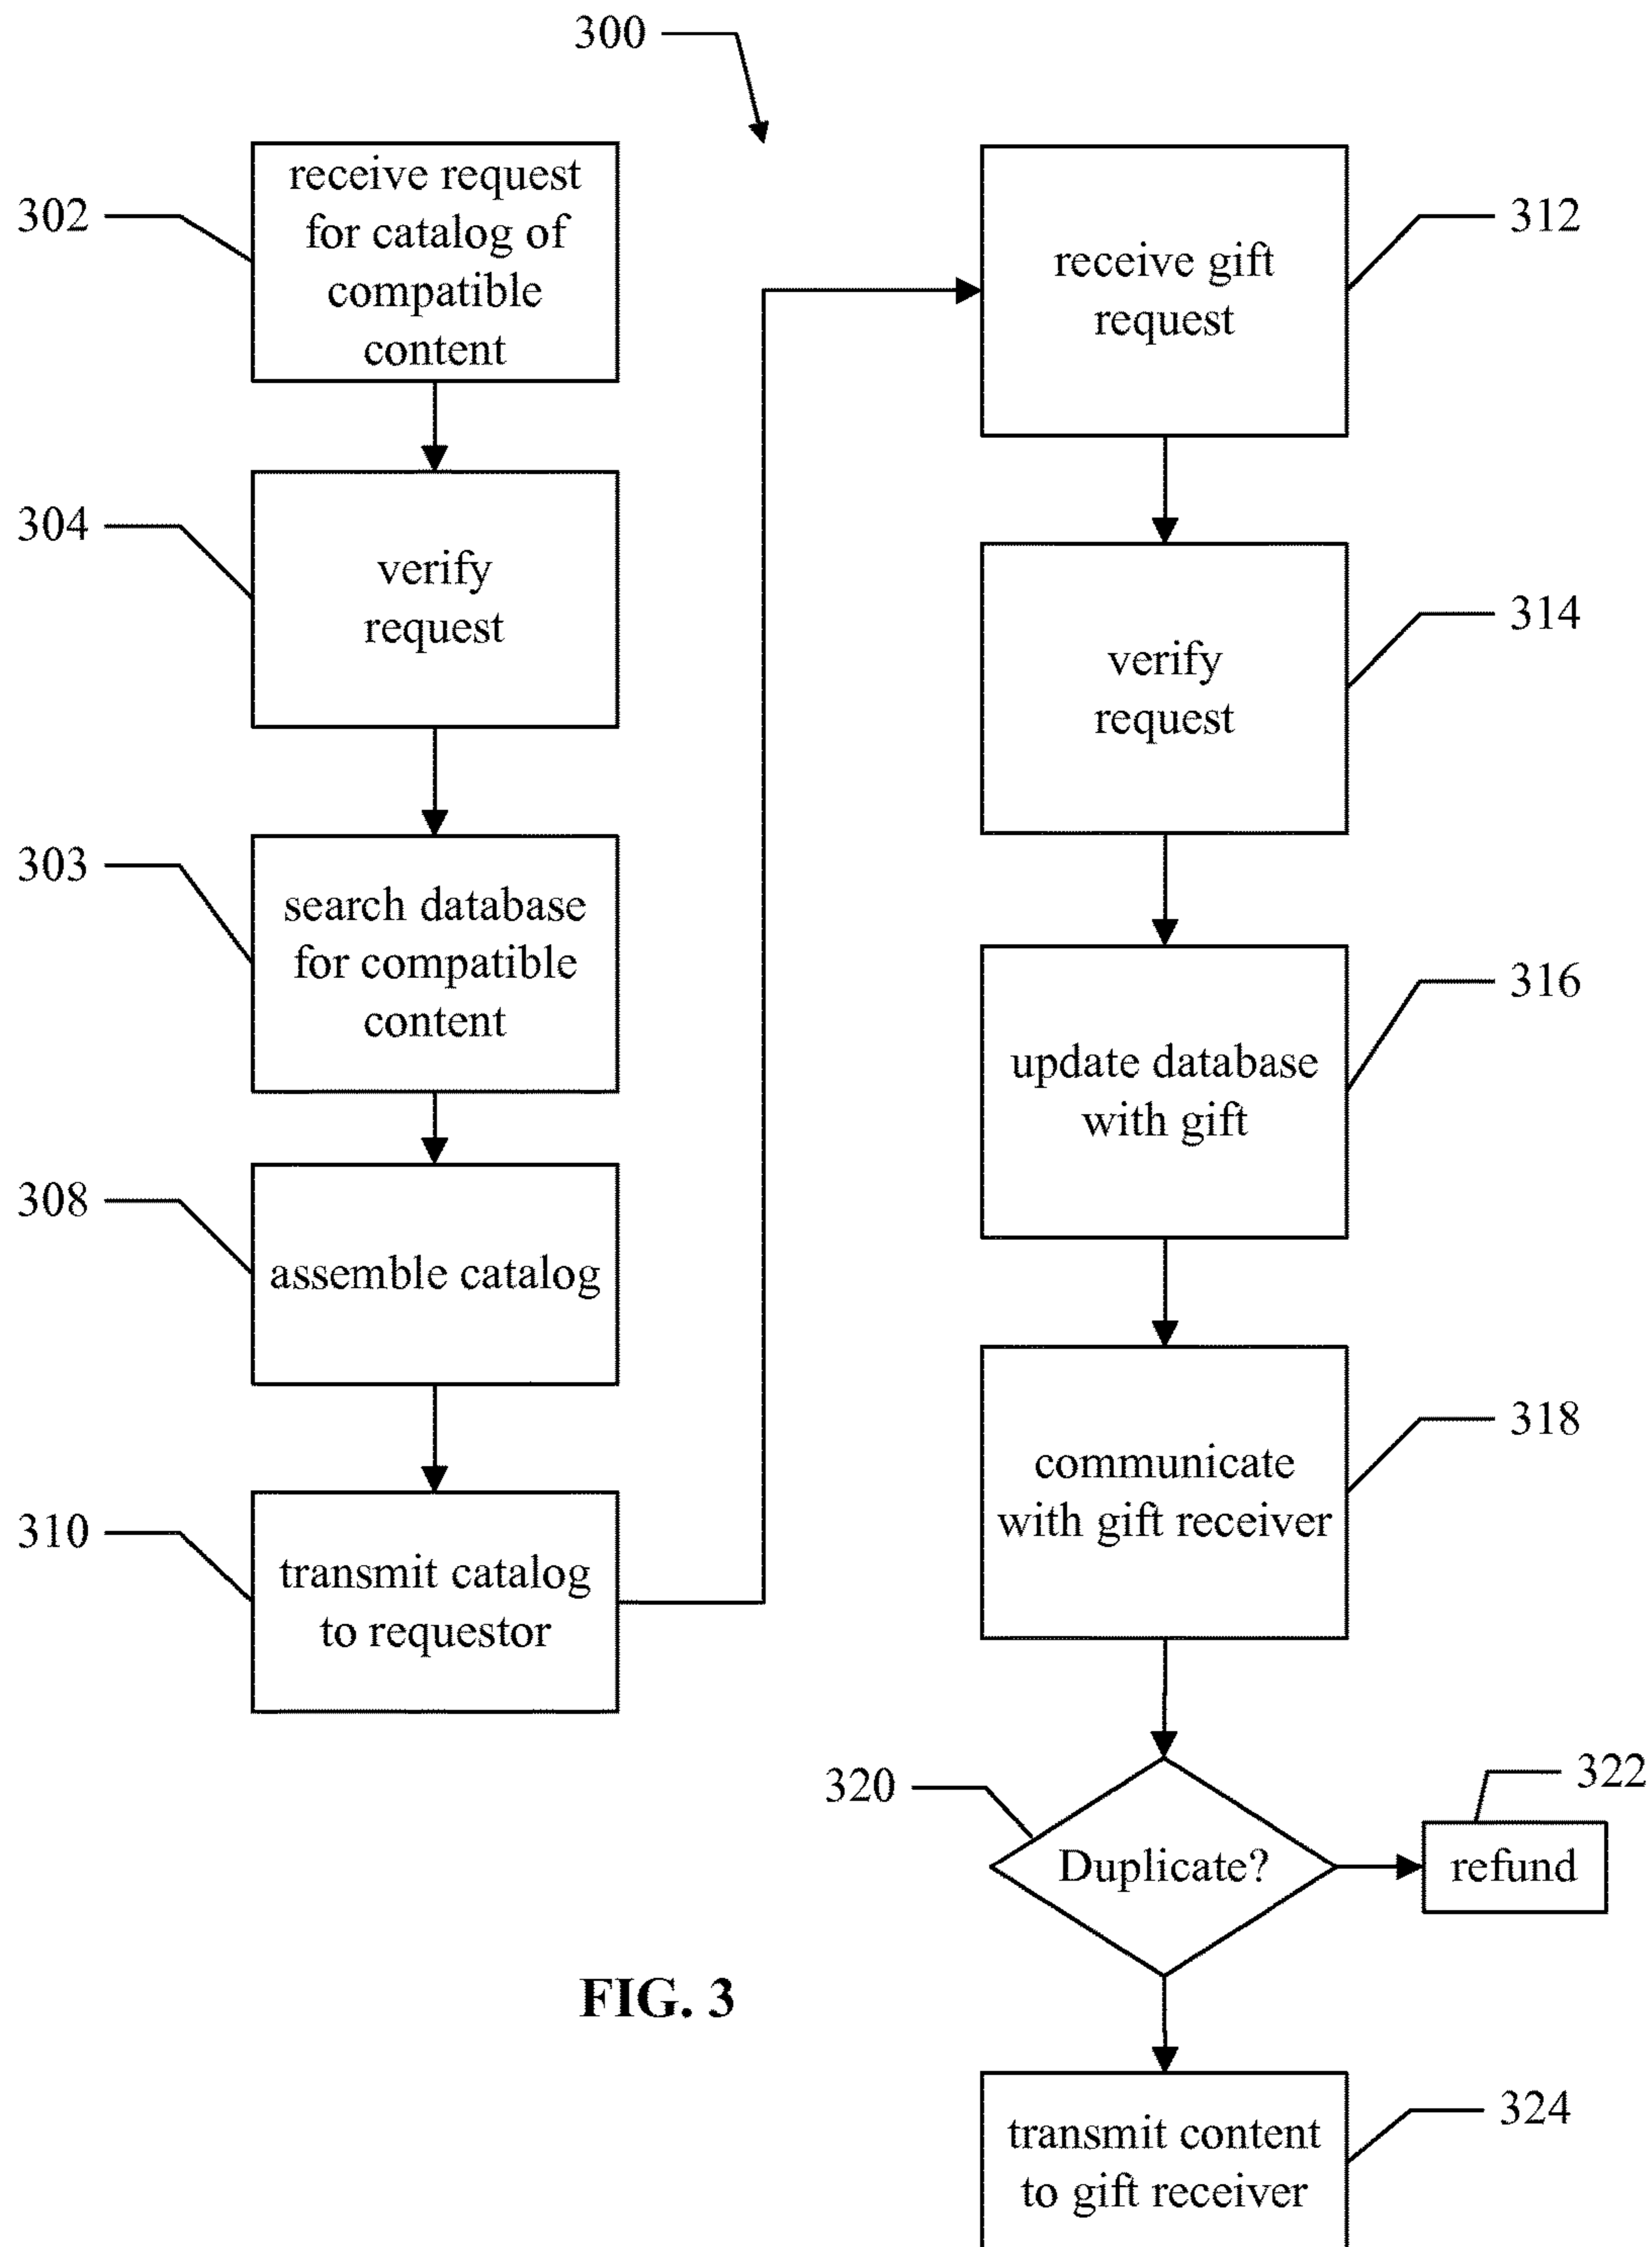 300
302
receive request
for catalog of
compatible
content
304
verify
request
303
search database
for compatible
content
308
assemble catalog
310
transmit catalog
to requestor
312
receive gift
request
314
verify
request
316
update database
with gift
318
communicate
with gift receiver
320
Duplicate?
322
refund
324
transmit content
to gift receiver
FIG. 3